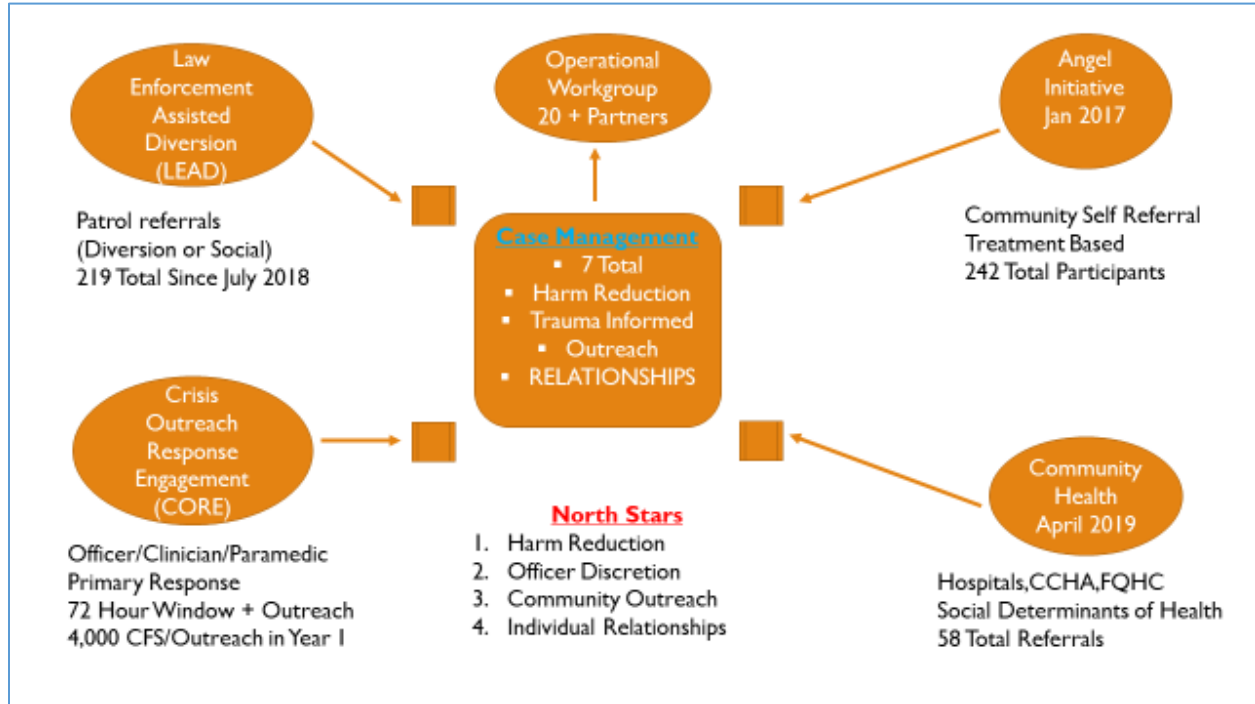 Law
Enforcement
Assisted
Diversion
(LEAD)
Patrol referrals
(Diversion or Social)
219 Total Since July 2018
Operational
Workgroup
20 + Partners
Angel
Initiative
Jan 2017
Community Self Referral
Treatment Based
242 Total Participants
Case Management
▪ 7 Total
▪ Harm Reduction
▪ Trauma Informed
▪ Outreach
▪ RELATIONSHIPS
Crisis
Outreach
Response
Engagement
(CORE)
Officer/Clinician/Paramedic
Primary Response
72 Hour Window + Outreach
4,000 CFS/Outreach in Year 1
North Stars
1. Harm Reduction
2. Officer Discretion
3. Community Outreach
4. Individual Relationships
Community
Health
April 2019
Hospitals,CCHA,FQHC
Social Determinants of Health
58 Total Referrals